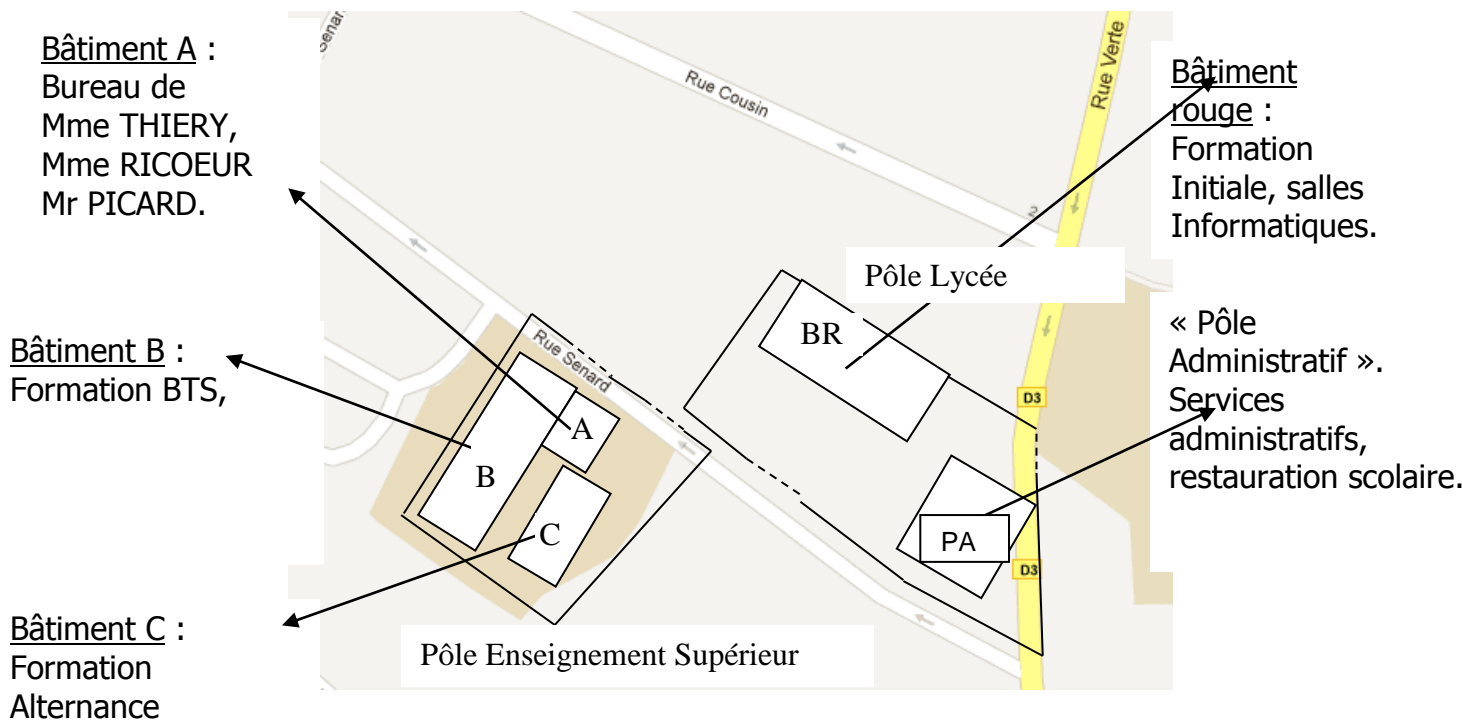 Bâtiment A :
Bureau de
Mme THIERY,
Mme RICOEUR
Mr PICARD.
Bâtiment B :
Formation BTS,
Bâtiment C :
Formation
Alternance
Senar
Rue Cousin
Rue Verte
2
Pôle Lycée
BR
Rue Senard
A
B
C
D3
PA
D3
Pôle Enseignement Supérieur
Bâtiment
rouge :
Formation
Initiale, salles
Informatiques.
« Pôle
Administratif ».
Services
administratifs,
restauration scolaire.